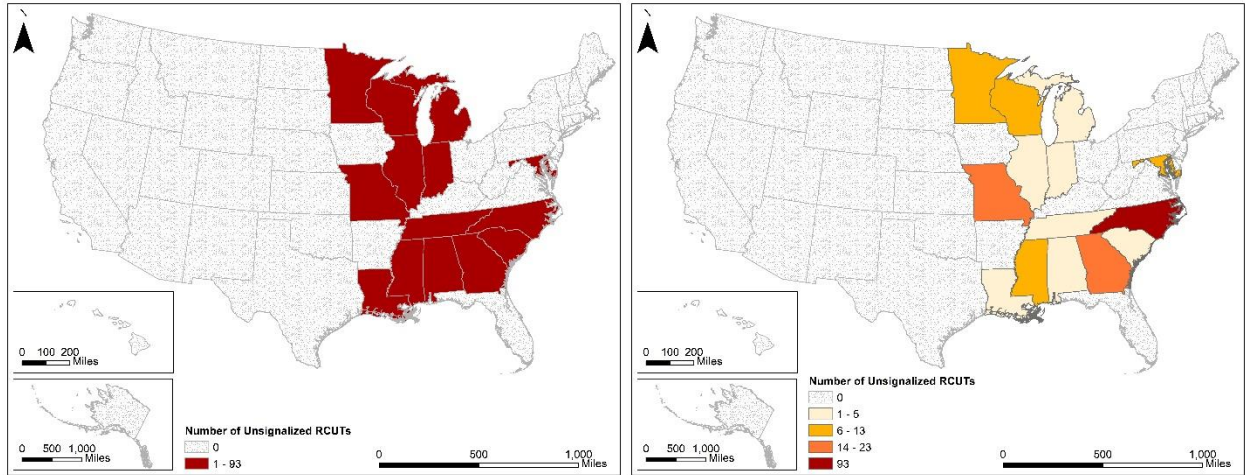 0 100 200
Miles
0 500 1,000
Miles
Number of Unsignalized RCUTs
0
1 - 93
0 500 1,000
Miles
0 100 200
Miles
0 500 1,000
Miles
Number of Unsignalized RCUTs
0
1 - 5
6 - 13
14 - 23
93
0 500 1,000
Miles